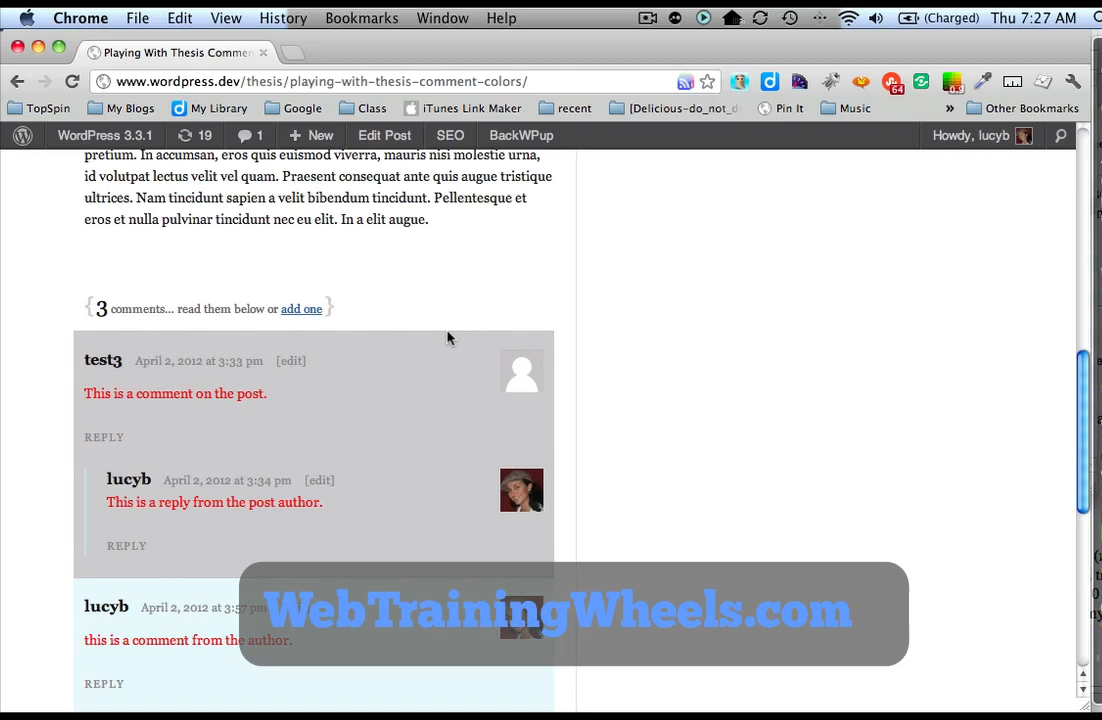 Chrome File Edit View History Bookmarks Window Help (Charged) Thu 7:27 AM
Playing With Thesis Commen
www.wordpress.dev/thesis/playing-with-thesis-comment-colors/
64
TopSpin My Blogs My Library Google Class iTunes Link Maker recent [Delicious-do_not_d Pin It Music » Other Bookmarks
WordPress 3.3.1 19 1 + New Edit Post SEO BackWPup Howdy, lucyb
pretium. In accumsan, eros quis euismod viverra, mauris nisi molestie urna,
id volutpat lectus velit vel quam. Praesent consequat ante quis augue tristique
ultrices. Nam tincidunt sapien a velit bibendum tincidunt. Pellentesque et
eros et nulla pulvinar tincidunt nec eu elit. In a elit augue.
{ 3 comments... read them below or add one }
test3 April 2, 2012 at 3:33 pm [edit]
This is a comment on the post.
REPLY
lucyb April 2, 2012 at 3:34 pm [edit]
This is a reply from the post author.
REPLY
lucyb April 2, 2012 at 3:57 pm
WebTrainingWheels.com
this is a comment from the author.
REPLY